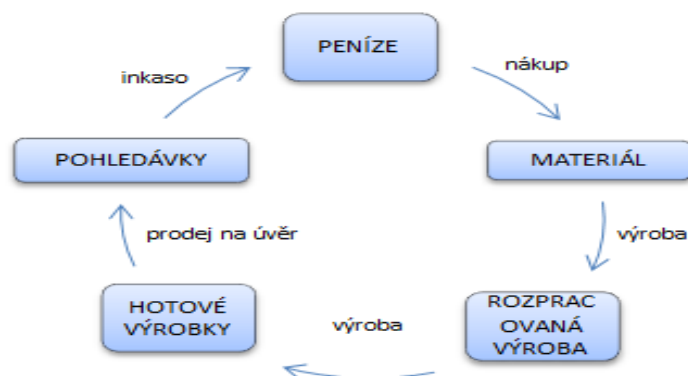 PENÍZE
nákup
MATERIÁL
výroba
ROZPRAC
OVANÁ
VÝROBA
výroba
HOTOVÉ
VÝROBKY
prodej na úvěr
POHLEDÁVKY
inkaso